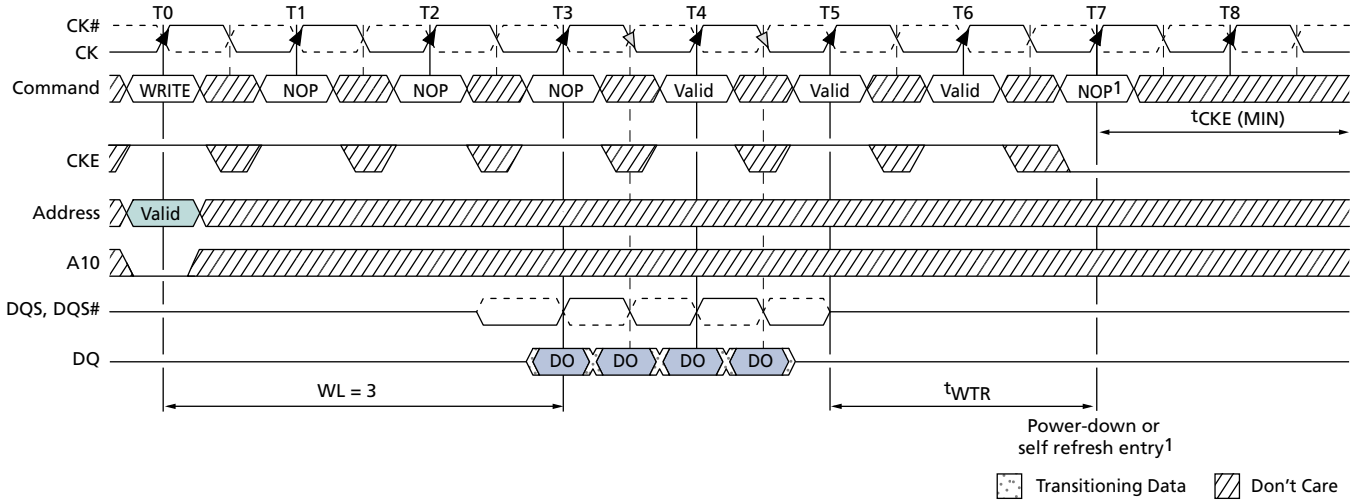 T0 T1 T2 T3 T4 T5 T6 T7 T8
CK#
CK
Command WRITE NOP NOP NOP Valid Valid Valid NOP1
tCKE (MIN)
CKE
Address Valid
A10
DQS, DQS#
DQ DO DO DO DO
WL = 3 tWTR
Power-down or
self refresh entry1
Transitioning Data Don't Care